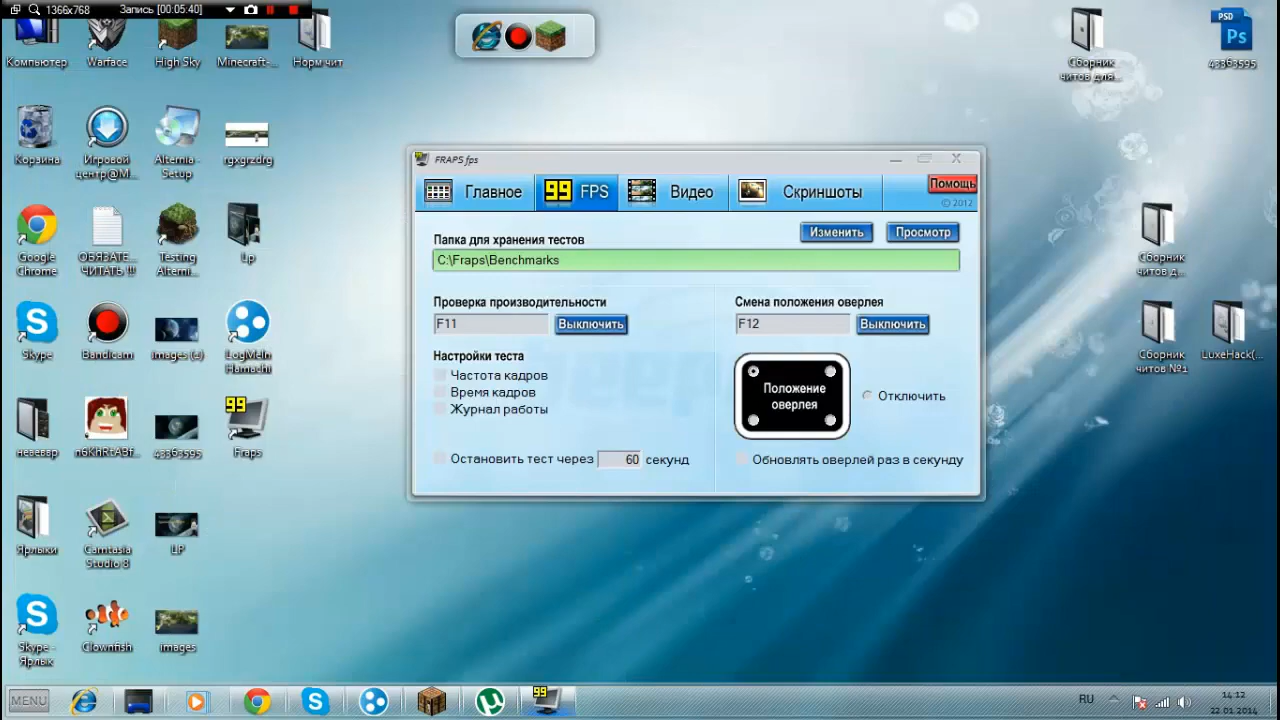 1366x768 Запись [00:05:40]
Компьютер
Warface
High Sky
Minecraft-...
Норм чит
Сборник
читов для...
PSD
Ps
43363595
Корзина
Игровой
центр@M...
Alternia -
Setup
rgxgrzdrg
Google
Chrome
ОБЯЗАТЕ...
ЧИТАТЬ !!!
Testing
Alterni...
Lp
Сборник
читов д...
Skype
Bandicam
images (2)
LogMeIn
Hamachi
Сборник
читов №1
LuxeHack(...
99
Fraps
43363595
Ярлыки
Camtasia
Studio 8
LP
Skype -
Ярлык
Clownfish
images
FRAPS fps
Главное
99 FPS
Видео
Скриншоты
Помощь
© 2012
Папка для хранения тестов
Изменить
Просмотр
C:\Fraps\Benchmarks
Проверка производительности
Смена положения оверлея
F11 Выключить
F12 Выключить
Настройки теста
Частота кадров
Время кадров
Журнал работы
Положение
оверлея
Отключить
Остановить тест через 60 секунд
Обновлять оверлей раз в секунду
MENU
99
RU
14:12
22.01.2014